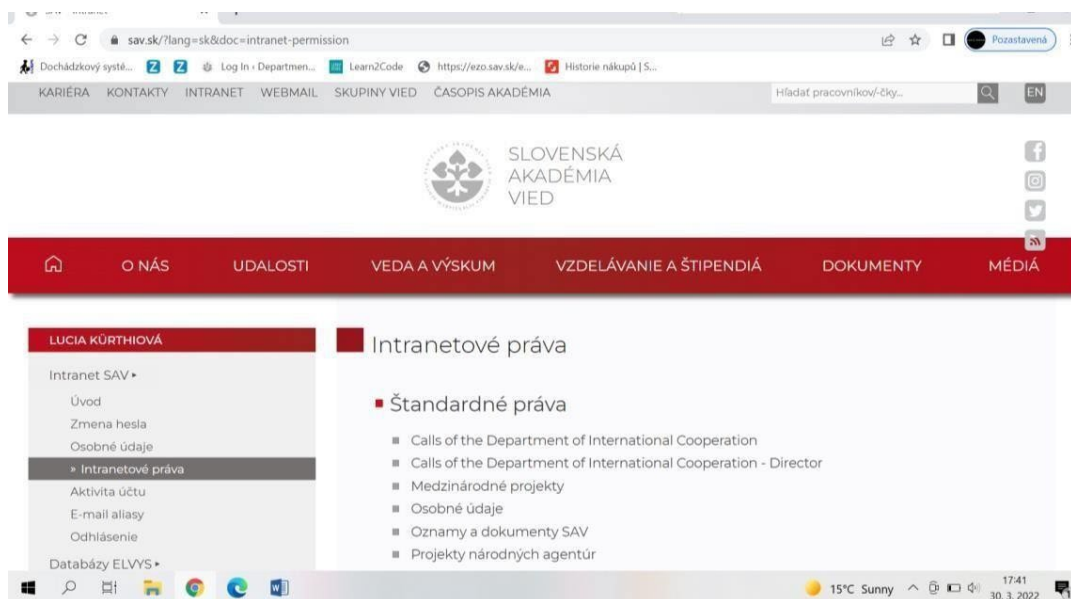 sav.sk/?lang=sk&doc=intranet-permission
Pozastavená
Dochádzkový systé...
Z
Z
Log In ‹ Departmen...
Learn2Code
https://ezo.sav.sk/e...
Historie nákupů | S...
KARIÉRA KONTAKTY INTRANET WEBMAIL SKUPINY VIED ČASOPIS AKADÉMIA
Hľadať pracovníkov/-čky...
EN
SLOVENSKÁ
AKADÉMIA
VIED
O NÁS UDALOSTI VEDA A VÝSKUM VZDELÁVANIE A ŠTIPENDIÁ DOKUMENTY MÉDIÁ
LUCIA KÜRTHIOVÁ
Intranet SAV
Úvod
Zmena hesla
Osobné údaje
» Intranetové práva
Aktivita účtu
E-mail aliasy
Odhlásenie
Databázy ELVYS
Intranetové práva
Štandardné práva
Calls of the Department of International Cooperation
Calls of the Department of International Cooperation - Director
Medzinárodné projekty
Osobné údaje
Oznamy a dokumenty SAV
Projekty národných agentúr
15°C Sunny
17:41
30. 3. 2022